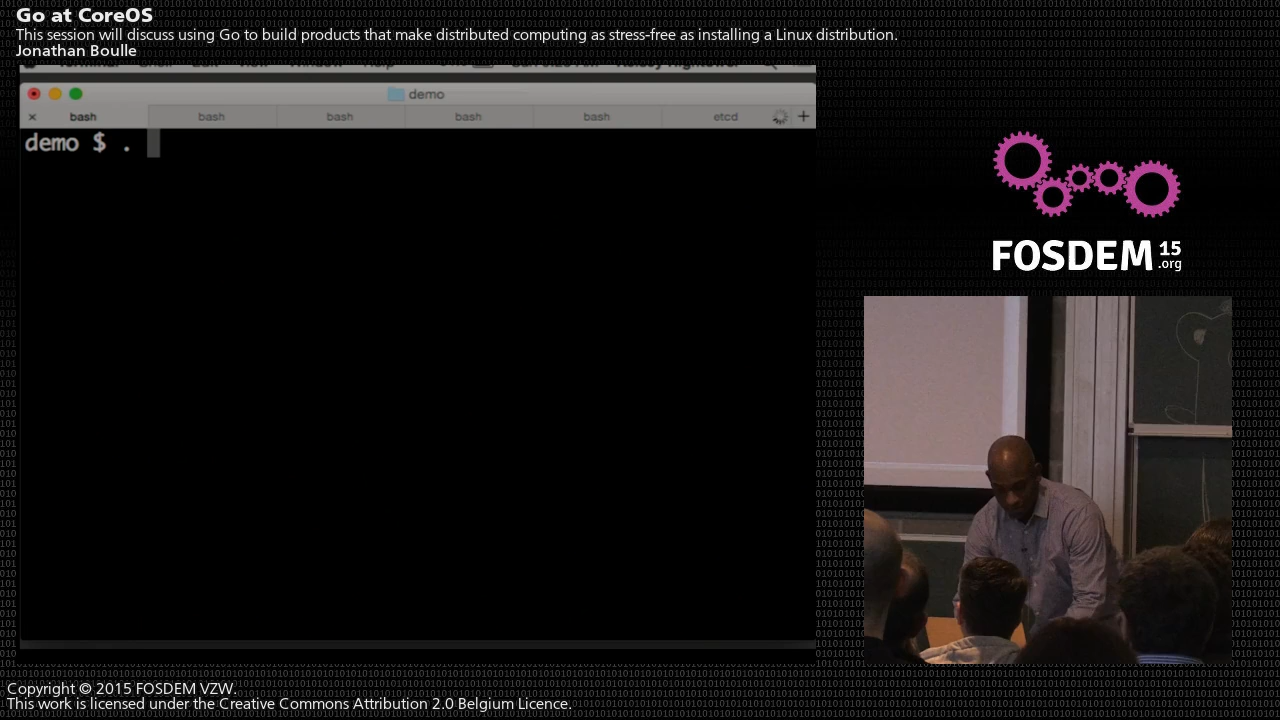 Go at CoreOS
This session will discuss using Go to build products that make distributed computing as stress-free as installing a Linux distribution.
Jonathan Boulle
demo
bash
bash
bash
bash
bash
etcd
demo $ .
FOSDEM 15
.org
Copyright © 2015 FOSDEM VZW.
This work is licensed under the Creative Commons Attribution 2.0 Belgium Licence.